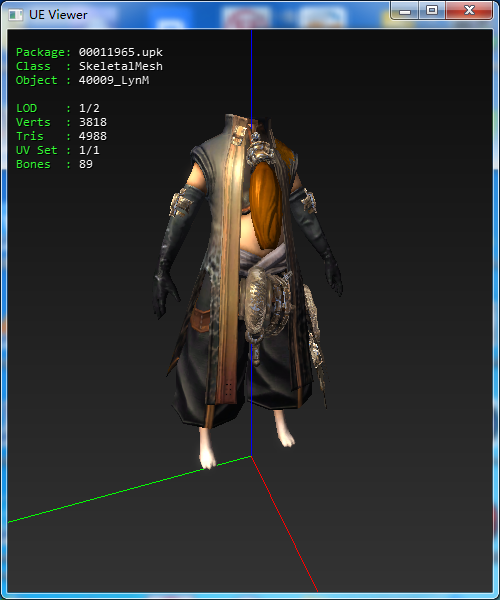 UE Viewer
Package: 00011965.upk
Class : SkeletalMesh
Object : 40009_LynM
LOD : 1/2
Verts : 3818
Tris : 4988
UV Set : 1/1
Bones : 89